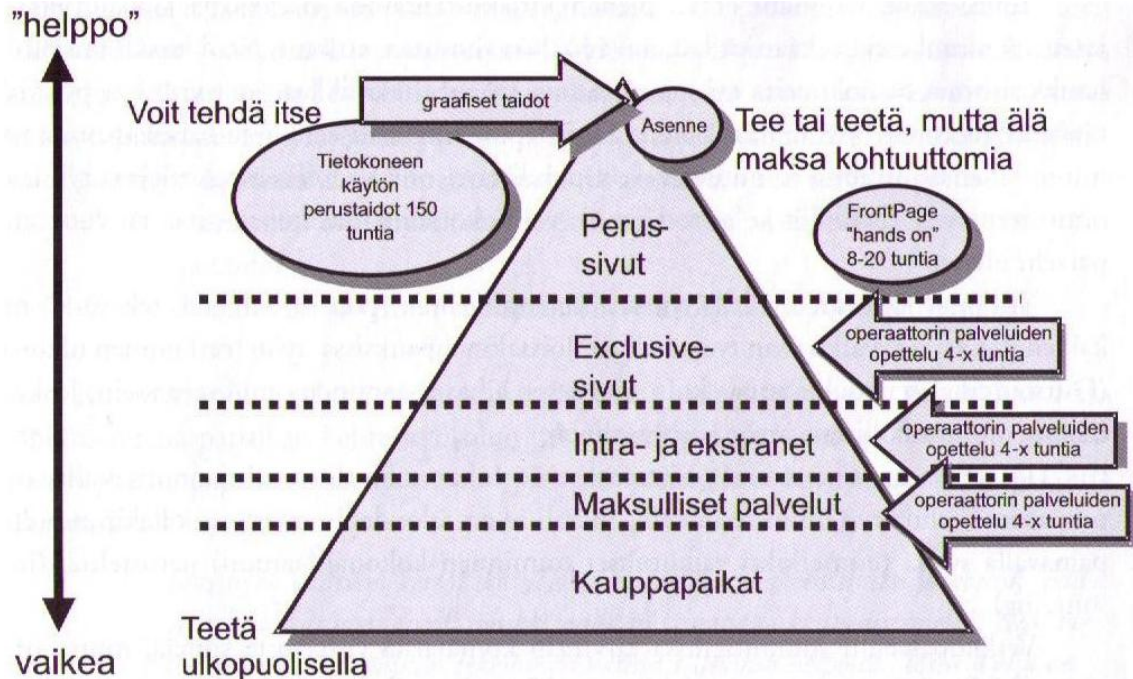 "helppo"
Voit tehdä itse
graafiset taidot
Asenne
Tee tai teetä, mutta älä
maksa kohtuuttomia
Tietokoneen
käytön
perustaidot 150
tuntia
FrontPage
"hands on"
8-20 tuntia
Perus-
sivut
operaattorin palveluiden
opettelu 4-x tuntia
Exclusive-
sivut
operaattorin palveluiden
opettelu 4-x tuntia
Intra- ja ekstranet
operaattorin palveluiden
opettelu 4-x tuntia
Maksulliset palvelut
Kauppapaikat
Teetä
ulkopuolisella
vaikea